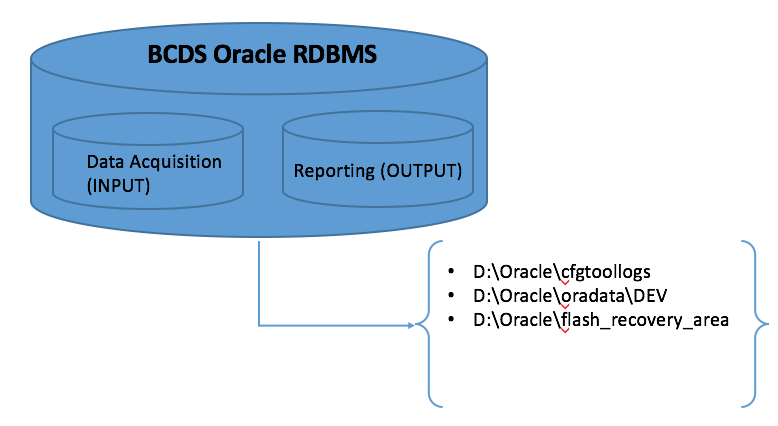 BCDS Oracle RDBMS
Data Acquisition
(INPUT)
Reporting (OUTPUT)
• D:\Oracle\cfgtoollogs
• D:\Oracle\oradata\DEV
• D:\Oracle\flash_recovery_area